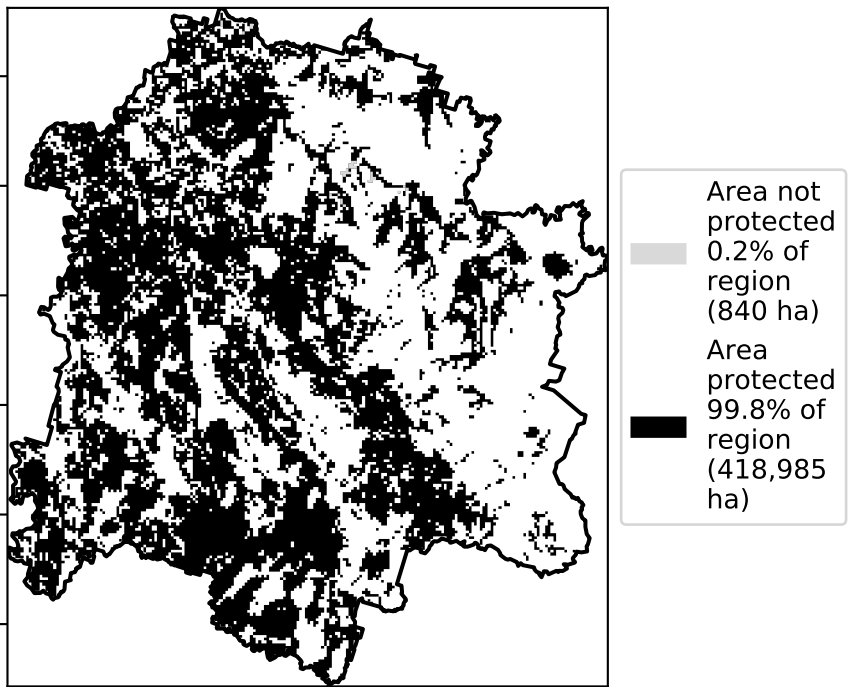 Area not
protected
0.2% of
region
(840 ha)
Area
protected
99.8% of
region
(418,985
ha)